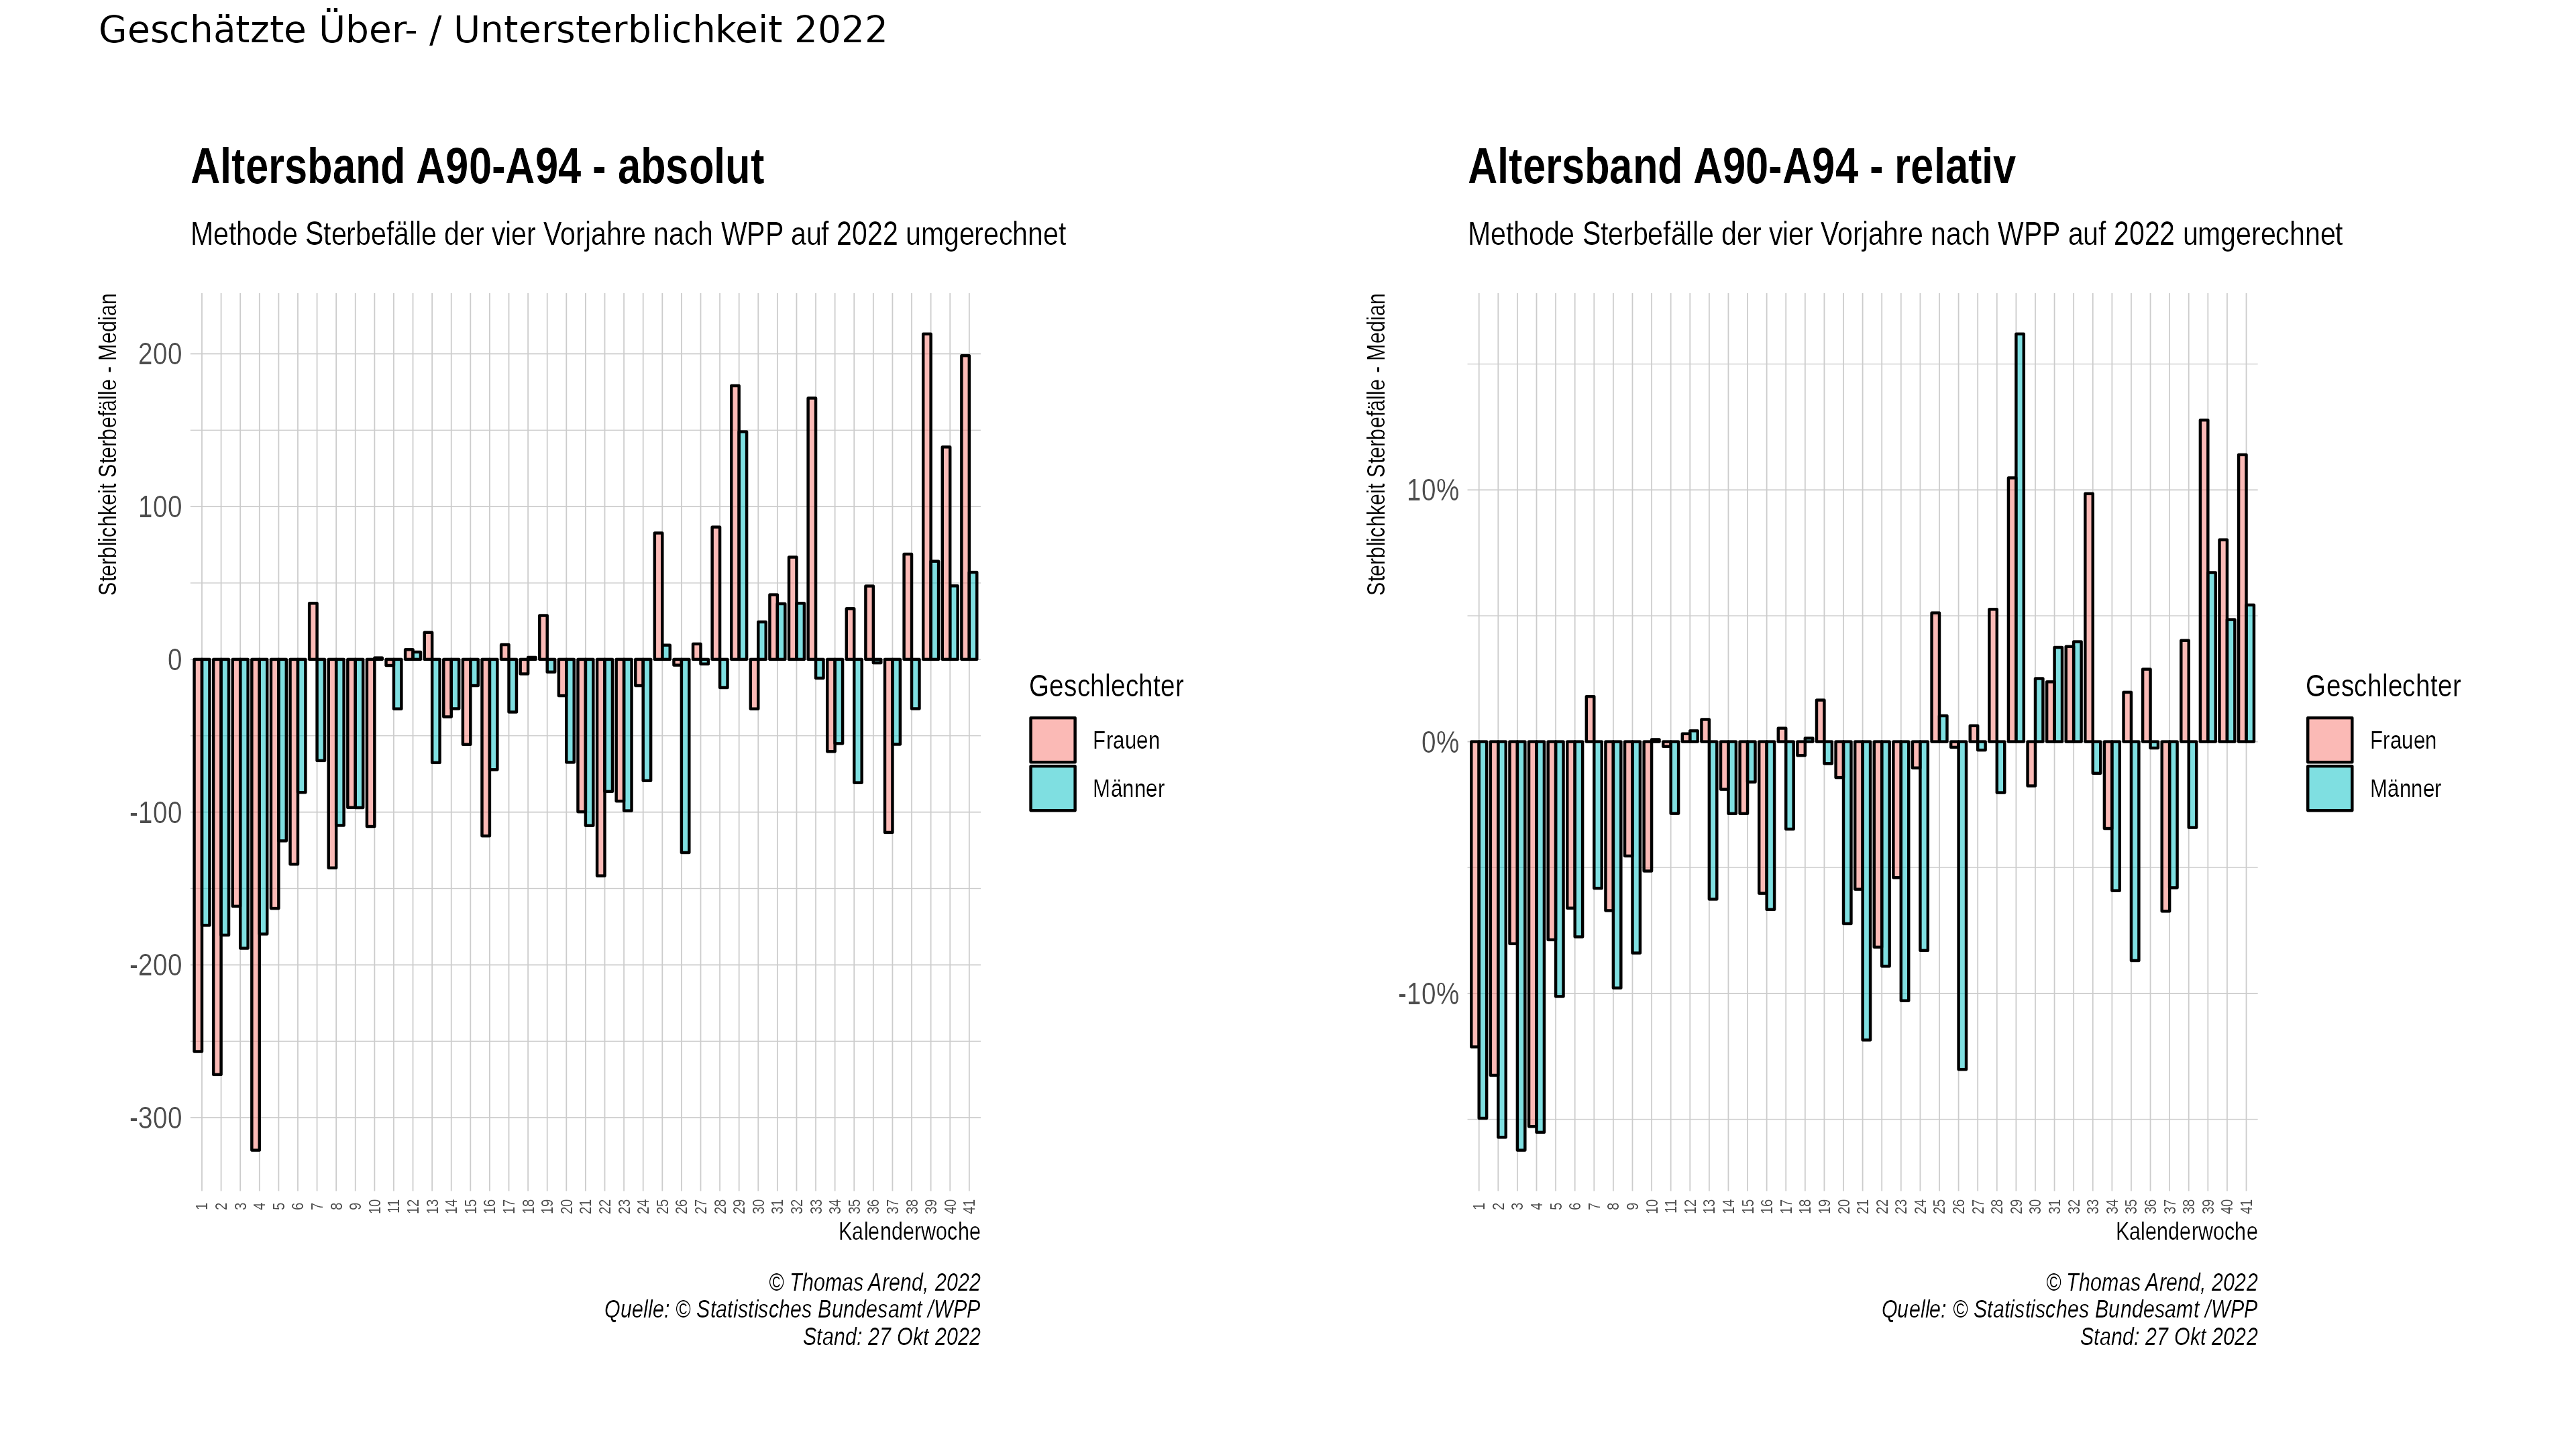 Geschätzte Über- / Untersterblichkeit 2022
Altersband A90-A94 - absolut
Methode Sterbefälle der vier Vorjahre nach WPP auf 2022 umgerechnet
Sterblichkeit Sterbefälle - Median
200
100
0
-100
-200
-300
1 2 3 4 5 6 7 8 9 10 11 12 13 14 15 16 17 18 19 20 21 22 23 24 25 26 27 28 29 30 31 32 33 34 35 36 37 38 39 40 41
Kalenderwoche
Geschlechter
Frauen
Männer
© Thomas Arend, 2022
Quelle: © Statistisches Bundesamt /WPP
Stand: 27 Okt 2022
Altersband A90-A94 - relativ
Methode Sterbefälle der vier Vorjahre nach WPP auf 2022 umgerechnet
Sterblichkeit Sterbefälle - Median
10%
0%
-10%
1 2 3 4 5 6 7 8 9 10 11 12 13 14 15 16 17 18 19 20 21 22 23 24 25 26 27 28 29 30 31 32 33 34 35 36 37 38 39 40 41
Kalenderwoche
Geschlechter
Frauen
Männer
© Thomas Arend, 2022
Quelle: © Statistisches Bundesamt /WPP
Stand: 27 Okt 2022